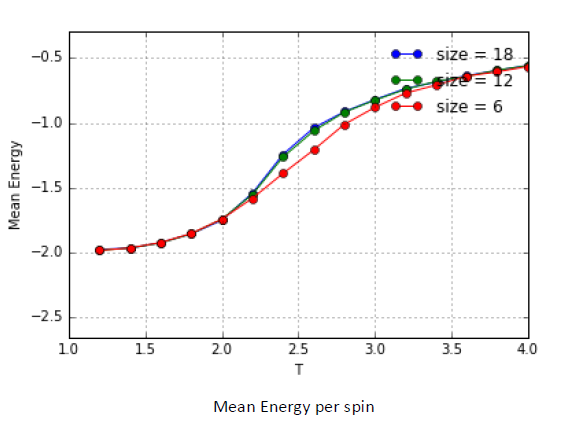 −0.5
−1.0
−1.5
−2.0
−2.5
Mean Energy
size = 18
size = 12
size = 6
1.0 1.5 2.0 2.5 3.0 3.5 4.0
T
Mean Energy per spin